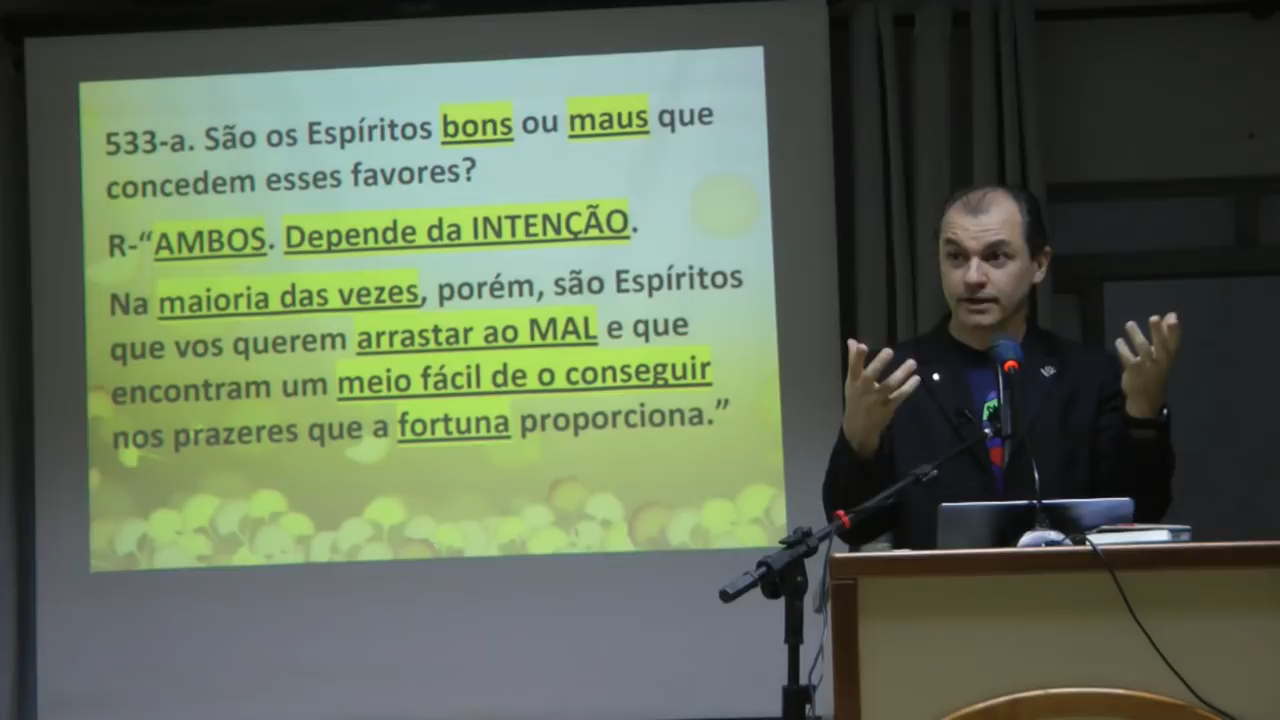 533-a. São os Espíritos bons ou maus que
concedem esses favores?
R-“AMBOS. Depende da INTENÇÃO.
Na maioria das vezes, porém, são Espíritos
que vos querem arrastar ao MAL e que
encontram um meio fácil de o conseguir
nos prazeres que a fortuna proporciona.”